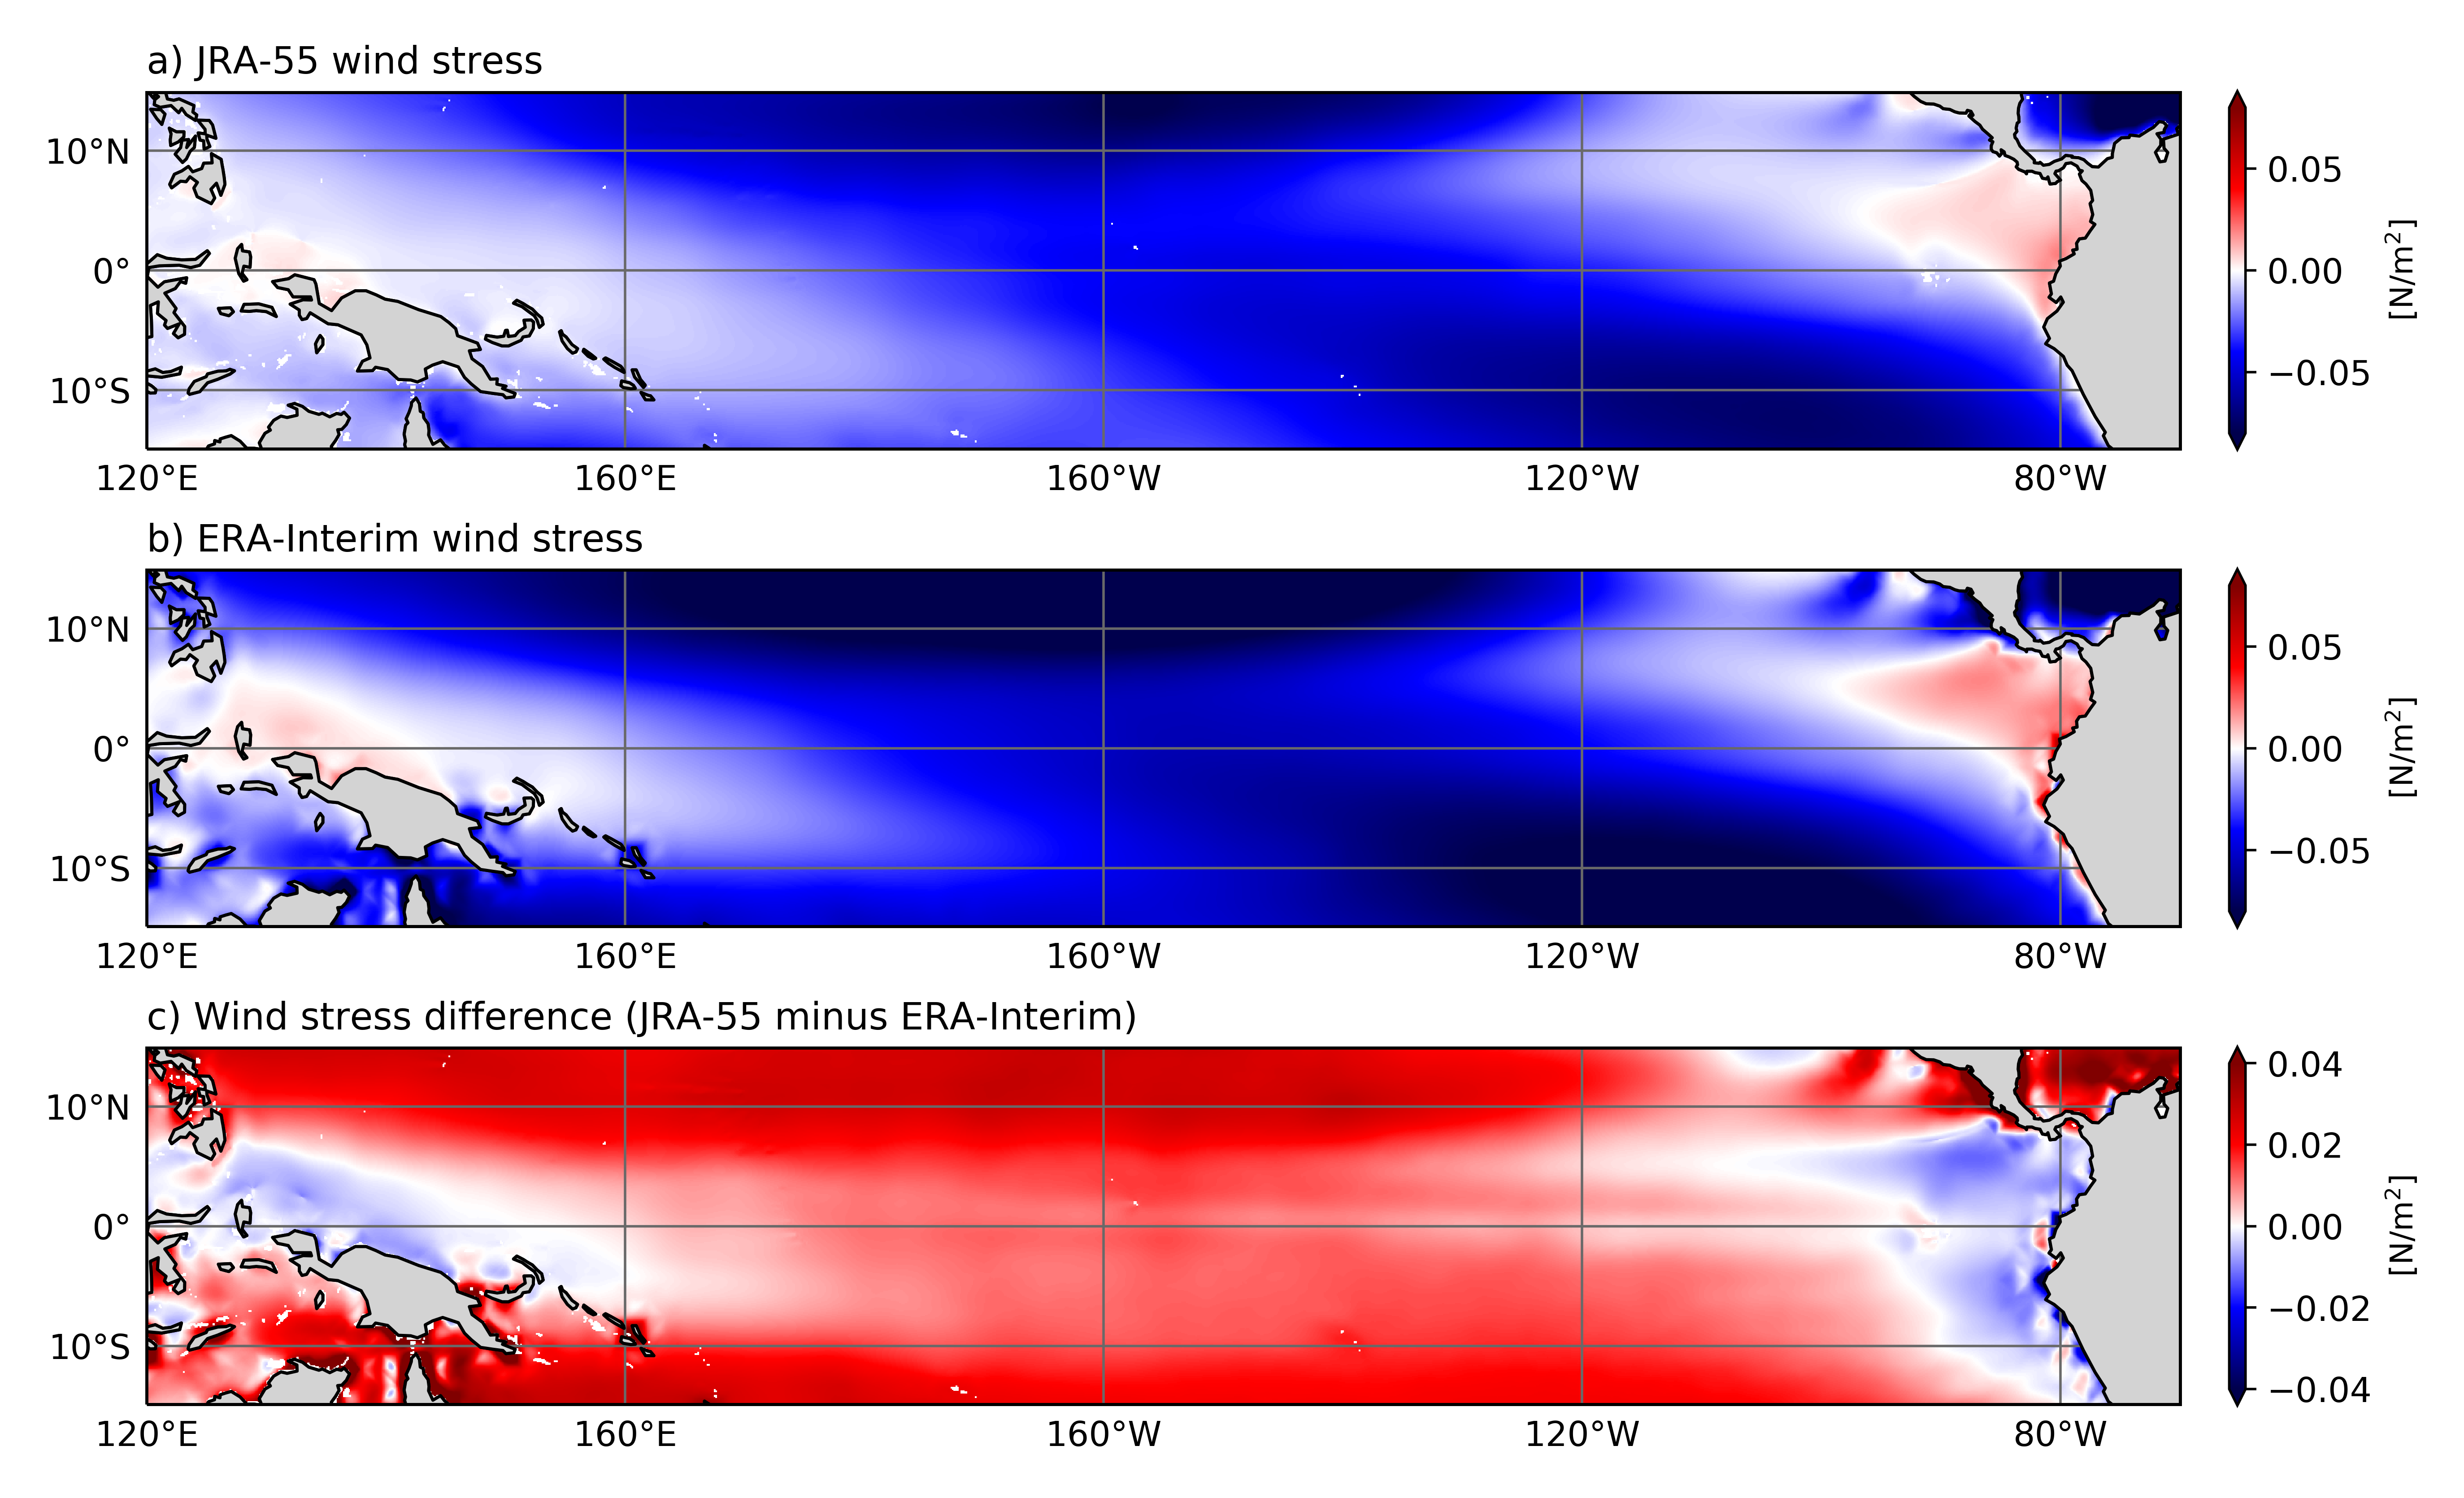 a) JRA-55 wind stress
10°N
0°
10°S
120°E 160°E 160°W 120°W 80°W
0.05
0.00
−0.05
[N/m²]
b) ERA-Interim wind stress
10°N
0°
10°S
120°E 160°E 160°W 120°W 80°W
0.05
0.00
−0.05
[N/m²]
c) Wind stress difference (JRA-55 minus ERA-Interim)
10°N
0°
10°S
120°E 160°E 160°W 120°W 80°W
0.04
0.02
0.00
−0.02
−0.04
[N/m²]